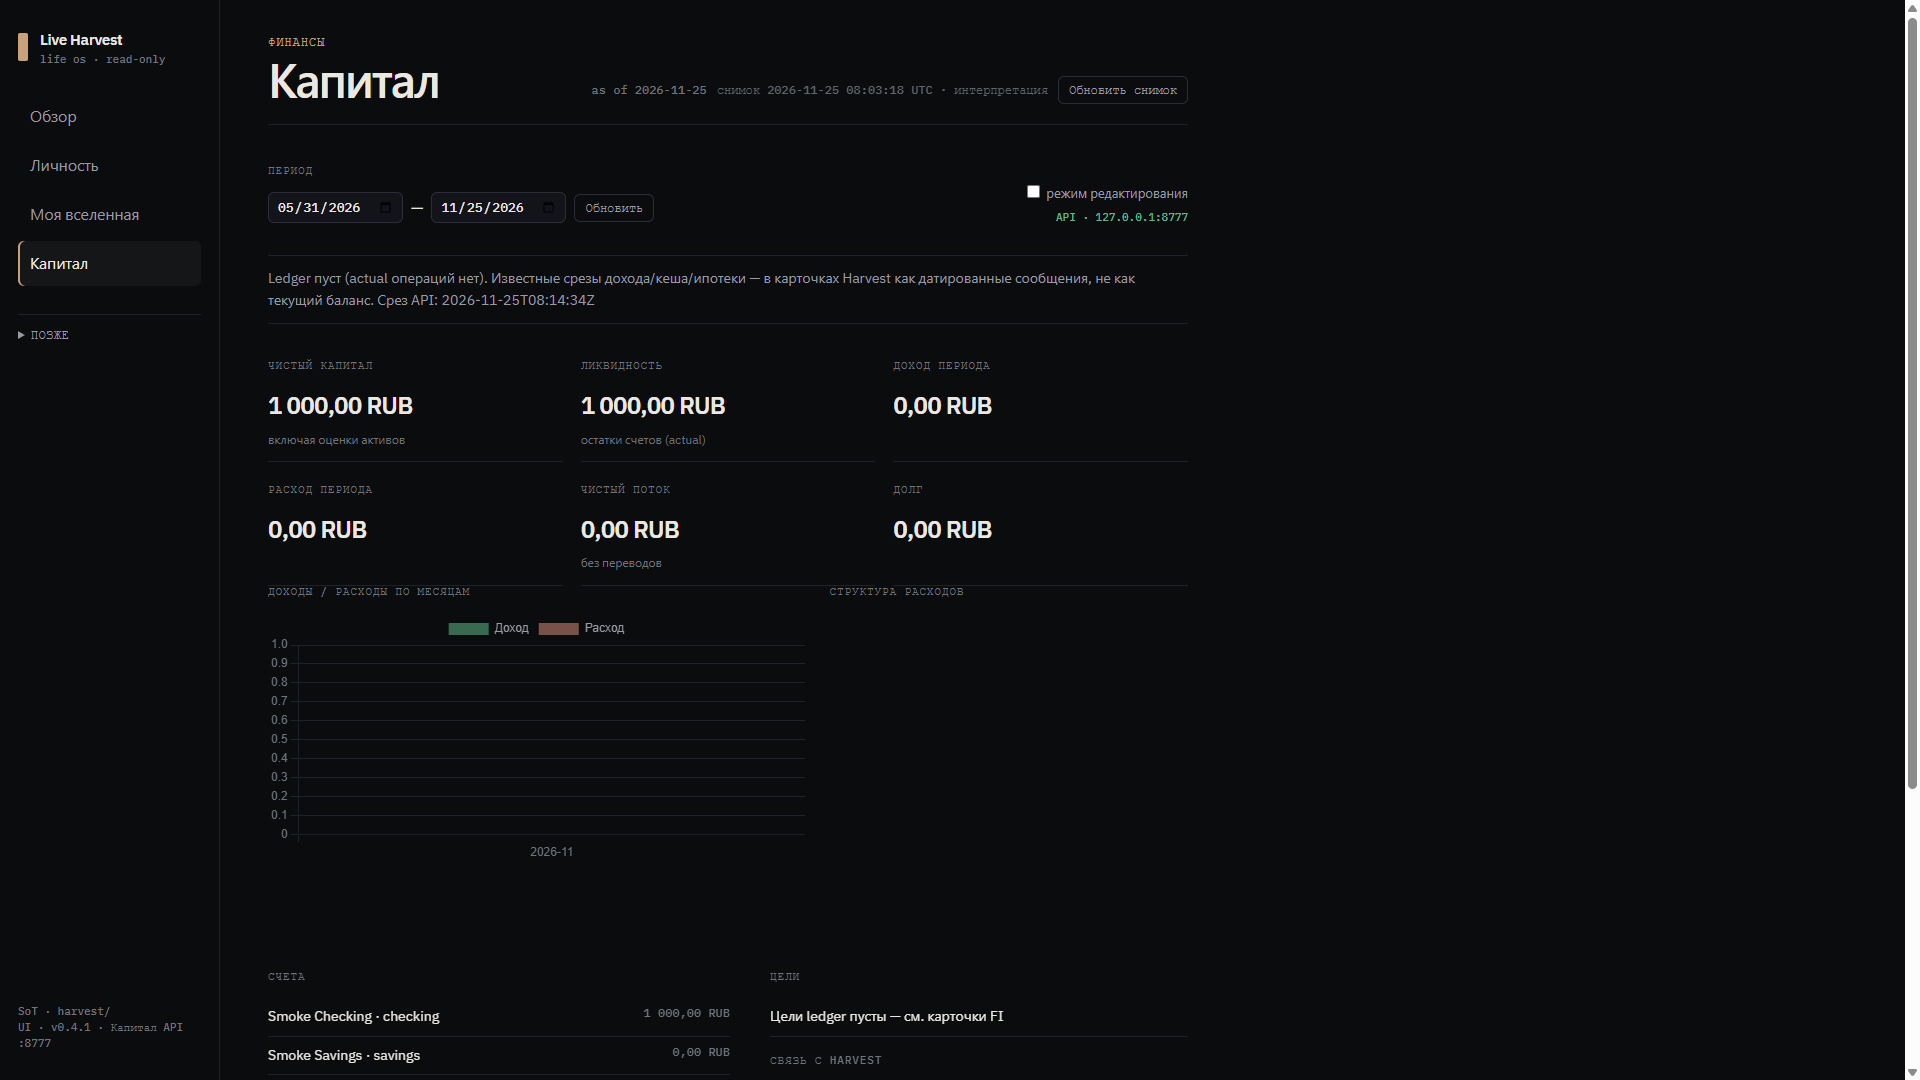 Live Harvest
life os · read-only
Обзор
Личность
Моя вселенная
Капитал
ПОЗЖЕ
SoT · harvest/
UI · v0.4.1 · Капитал API
:8777
ФИНАНСЫ
Капитал
as of 2026-11-25 снимок 2026-11-25 08:03:18 UTC · интерпретация
Обновить снимок
ПЕРИОД
05/31/2026 — 11/25/2026 Обновить
режим редактирования
API · 127.0.0.1:8777
Ledger пуст (actual операций нет). Известные срезы дохода/кеша/ипотеки — в карточках Harvest как датированные сообщения, не как
текущий баланс. Срез API: 2026-11-25T08:14:34Z
ЧИСТЫЙ КАПИТАЛ
1 000,00 RUB
включая оценки активов
ЛИКВИДНОСТЬ
1 000,00 RUB
остатки счетов (actual)
ДОХОД ПЕРИОДА
0,00 RUB
РАСХОД ПЕРИОДА
0,00 RUB
ЧИСТЫЙ ПОТОК
0,00 RUB
без переводов
ДОЛГ
0,00 RUB
ДОХОДЫ / РАСХОДЫ ПО МЕСЯЦАМ
Доход Расход
1.0
0.9
0.8
0.7
0.6
0.5
0.4
0.3
0.2
0.1
0
2026-11
СТРУКТУРА РАСХОДОВ
СЧЕТА
Smoke Checking · checking 1 000,00 RUB
Smoke Savings · savings 0,00 RUB
ЦЕЛИ
Цели ledger пусты — см. карточки FI
СВЯЗЬ С HARVEST